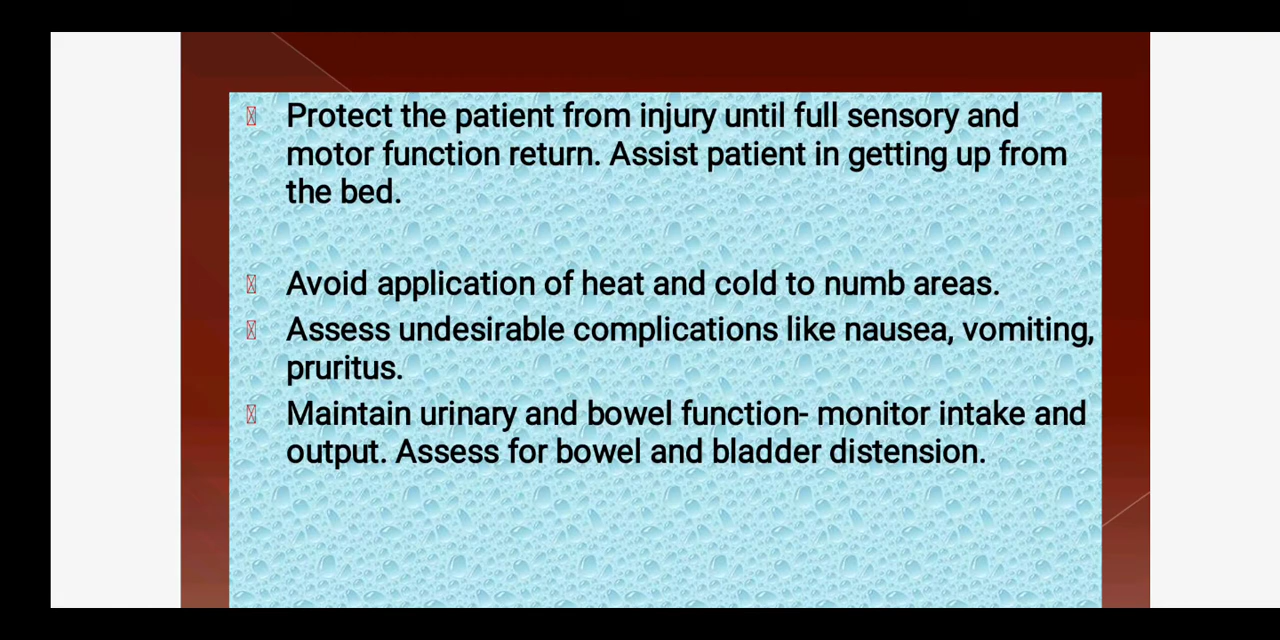 Protect the patient from injury until full sensory and
motor function return. Assist patient in getting up from
the bed.
Avoid application of heat and cold to numb areas.
Assess undesirable complications like nausea, vomiting,
pruritus.
Maintain urinary and bowel function- monitor intake and
output. Assess for bowel and bladder distension.